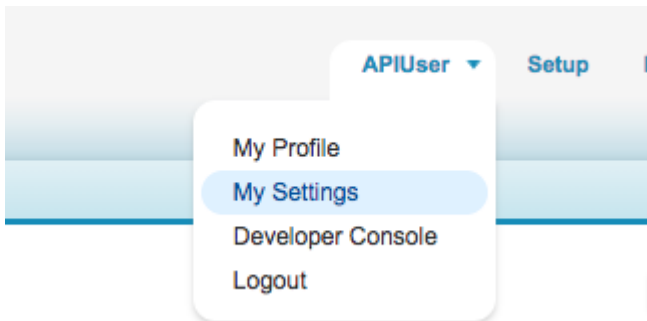 APIUser Setup
My Profile
My Settings
Developer Console
Logout